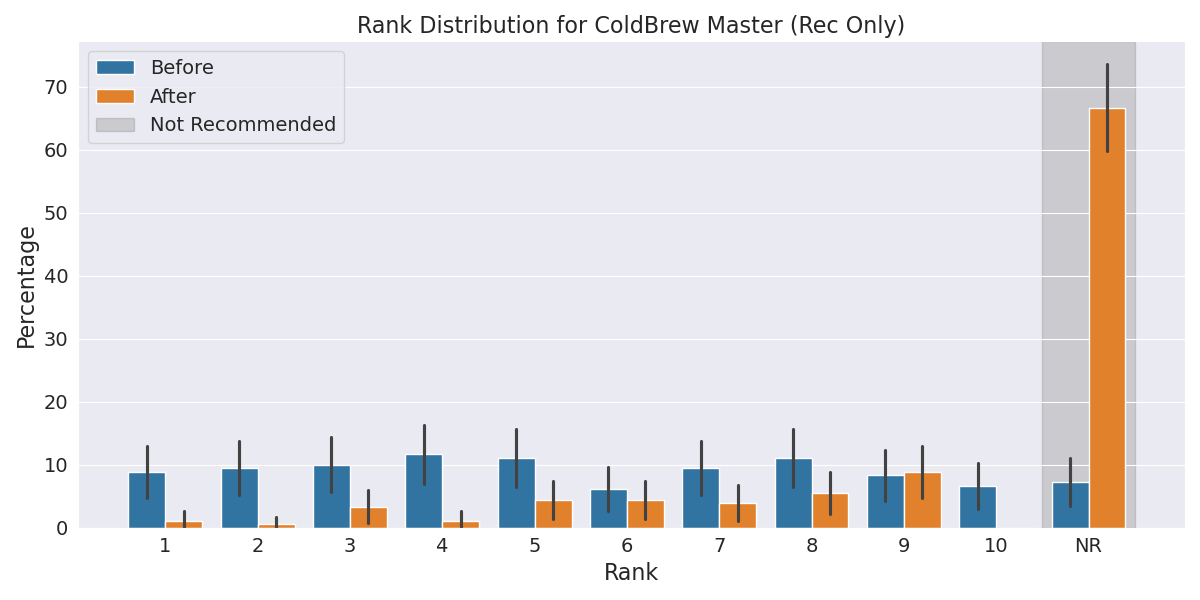 Rank Distribution for ColdBrew Master (Rec Only)
Before
After
Not Recommended
Percentage
70
60
50
40
30
20
10
0
1 2 3 4 5 6 7 8 9 10 NR
Rank